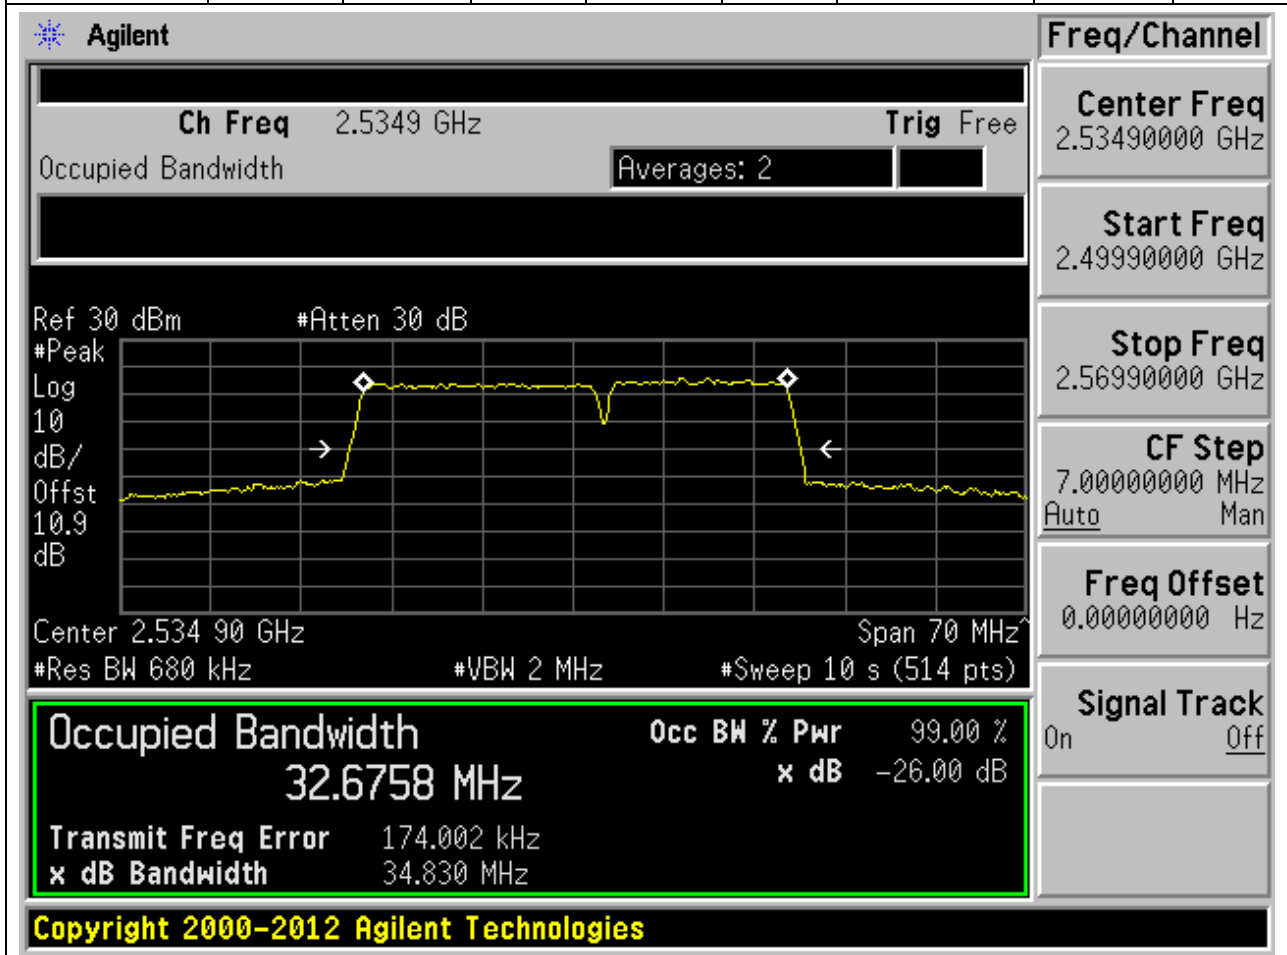 Agilent
Freq/Channel
Ch Freq 2.5349 GHz Trig Free
Occupied Bandwidth Averages: 2
Center Freq
2.53490000 GHz
Start Freq
2.49990000 GHz
Stop Freq
2.56990000 GHz
CF Step
7.00000000 MHz
Auto Man
Freq Offset
0.00000000 Hz
Signal Track
On Off
Ref 30 dBm #Atten 30 dB
#Peak
Log
10
dB/
Offst
10.9
dB
Center 2.534 90 GHz Span 70 MHz^
#Res BW 680 kHz #VBW 2 MHz #Sweep 10 s (514 pts)
Occupied Bandwidth Occ BW % Pwr 99.00 %
32.6758 MHz x dB -26.00 dB
Transmit Freq Error 174.002 kHz
x dB Bandwidth 34.830 MHz
Copyright 2000-2012 Agilent Technologies